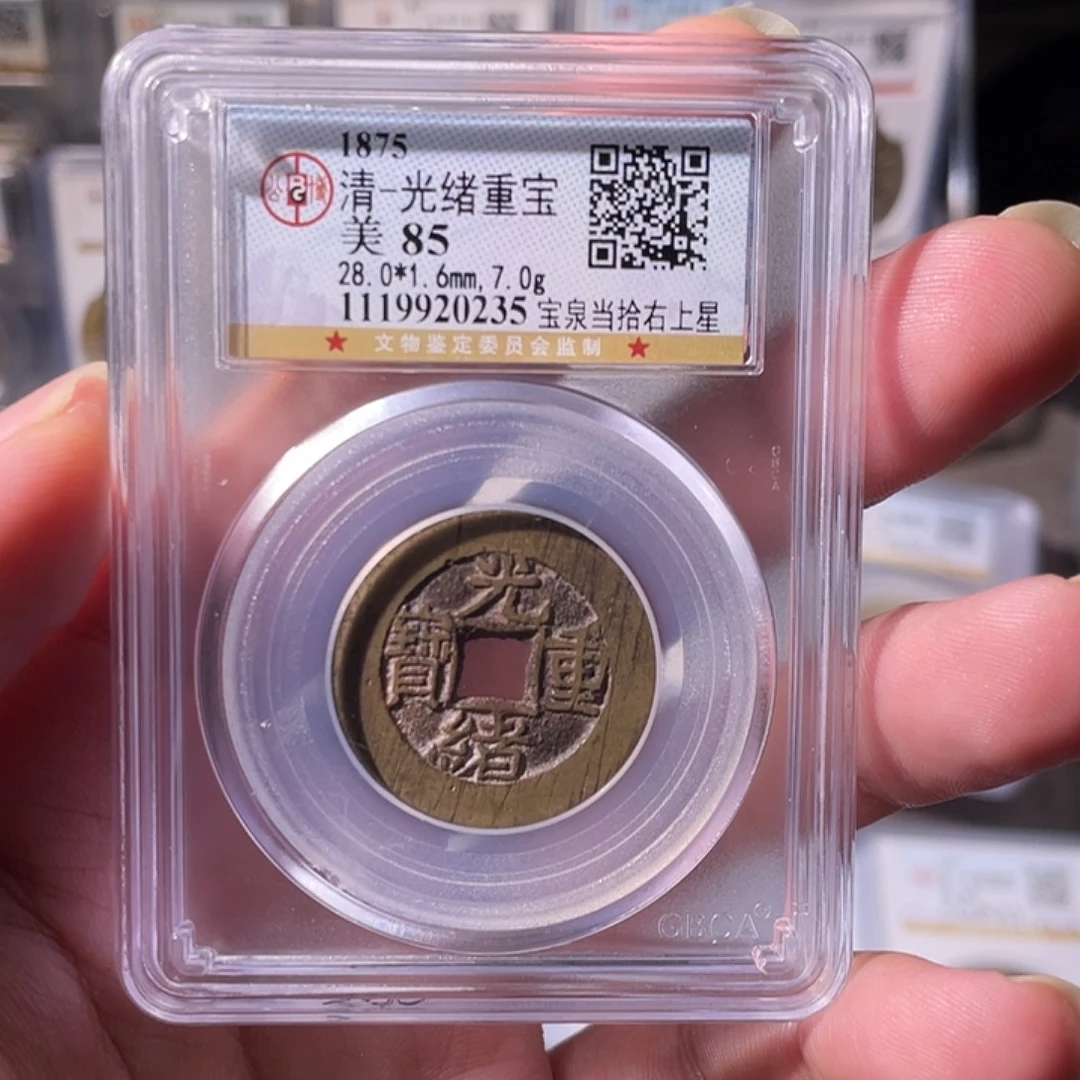 1875
清-光绪重宝
美 85
28.0*1.6mm,7.0g
1119920235 宝泉当拾右上星
★ 文物鉴定委员会监制 ★
光
寶 重
緒
GBCA